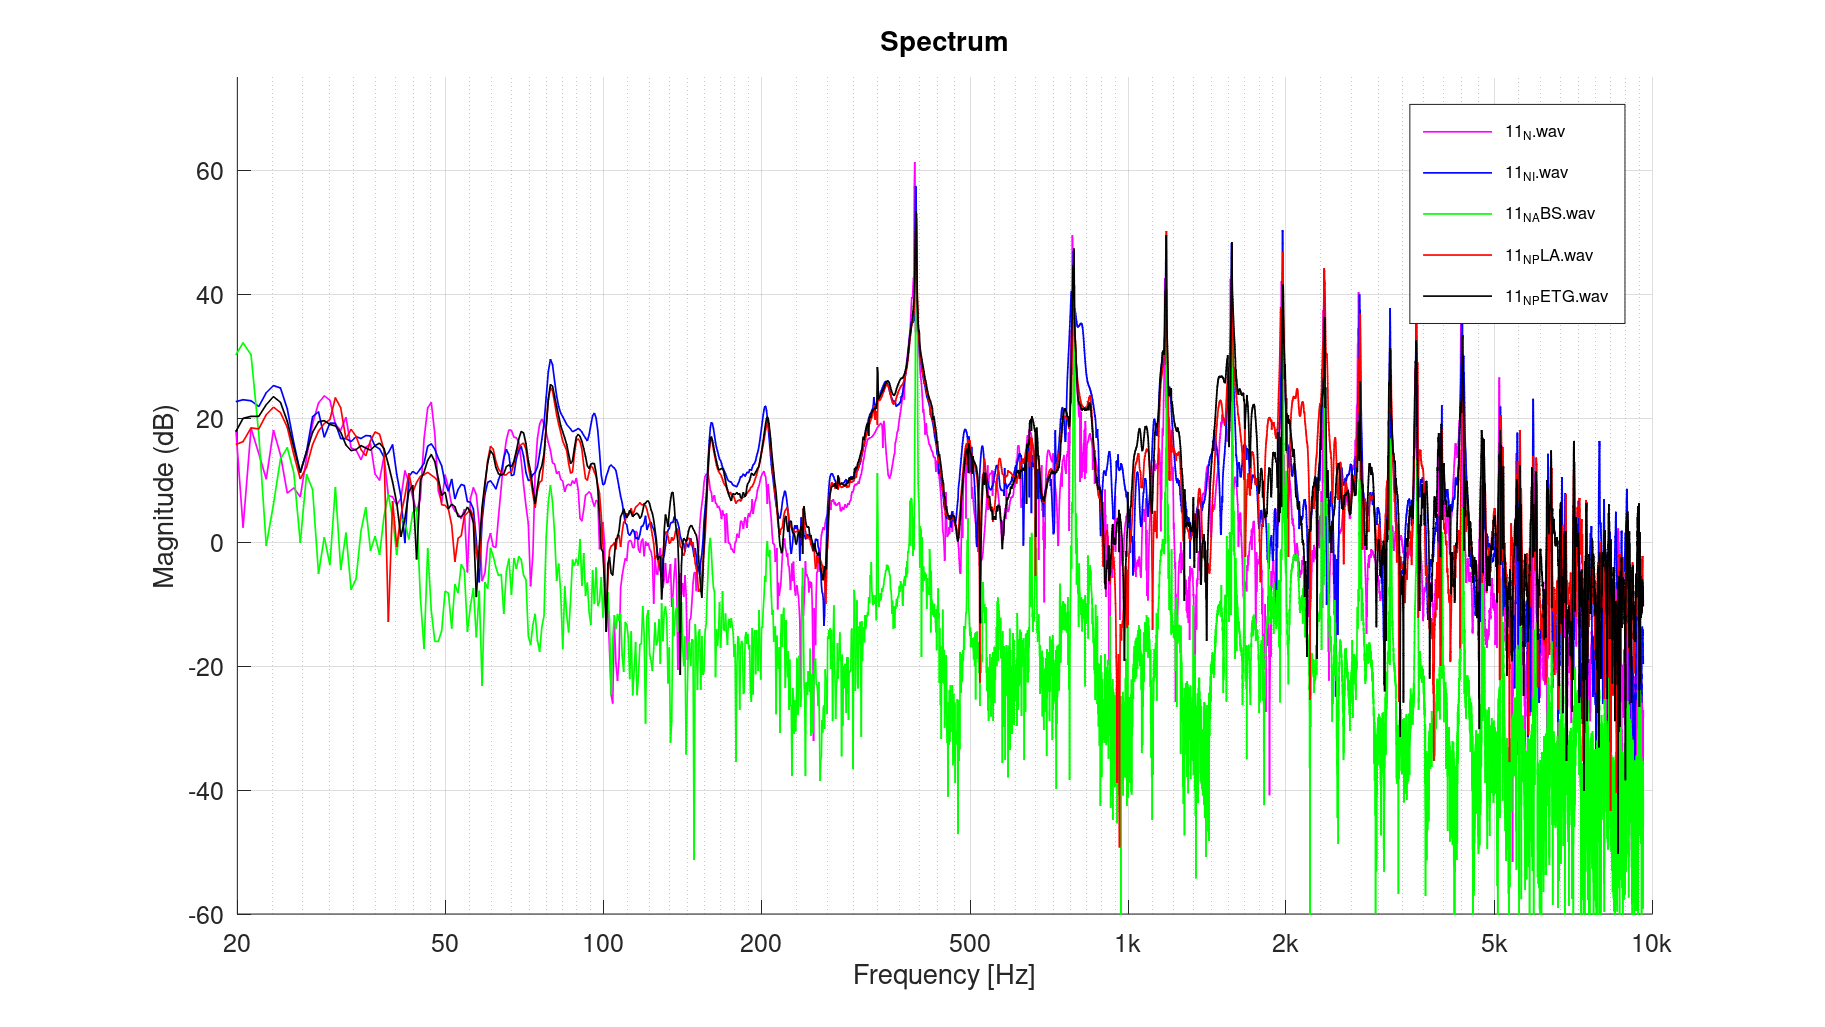 Spectrum
Magnitude (dB)
60
40
20
0
-20
-40
-60
20
50
100
200
500
1k
2k
5k
10k
Frequency [Hz]
11N.wav
11NI.wav
11NABS.wav
11NPLA.wav
11NPETG.wav